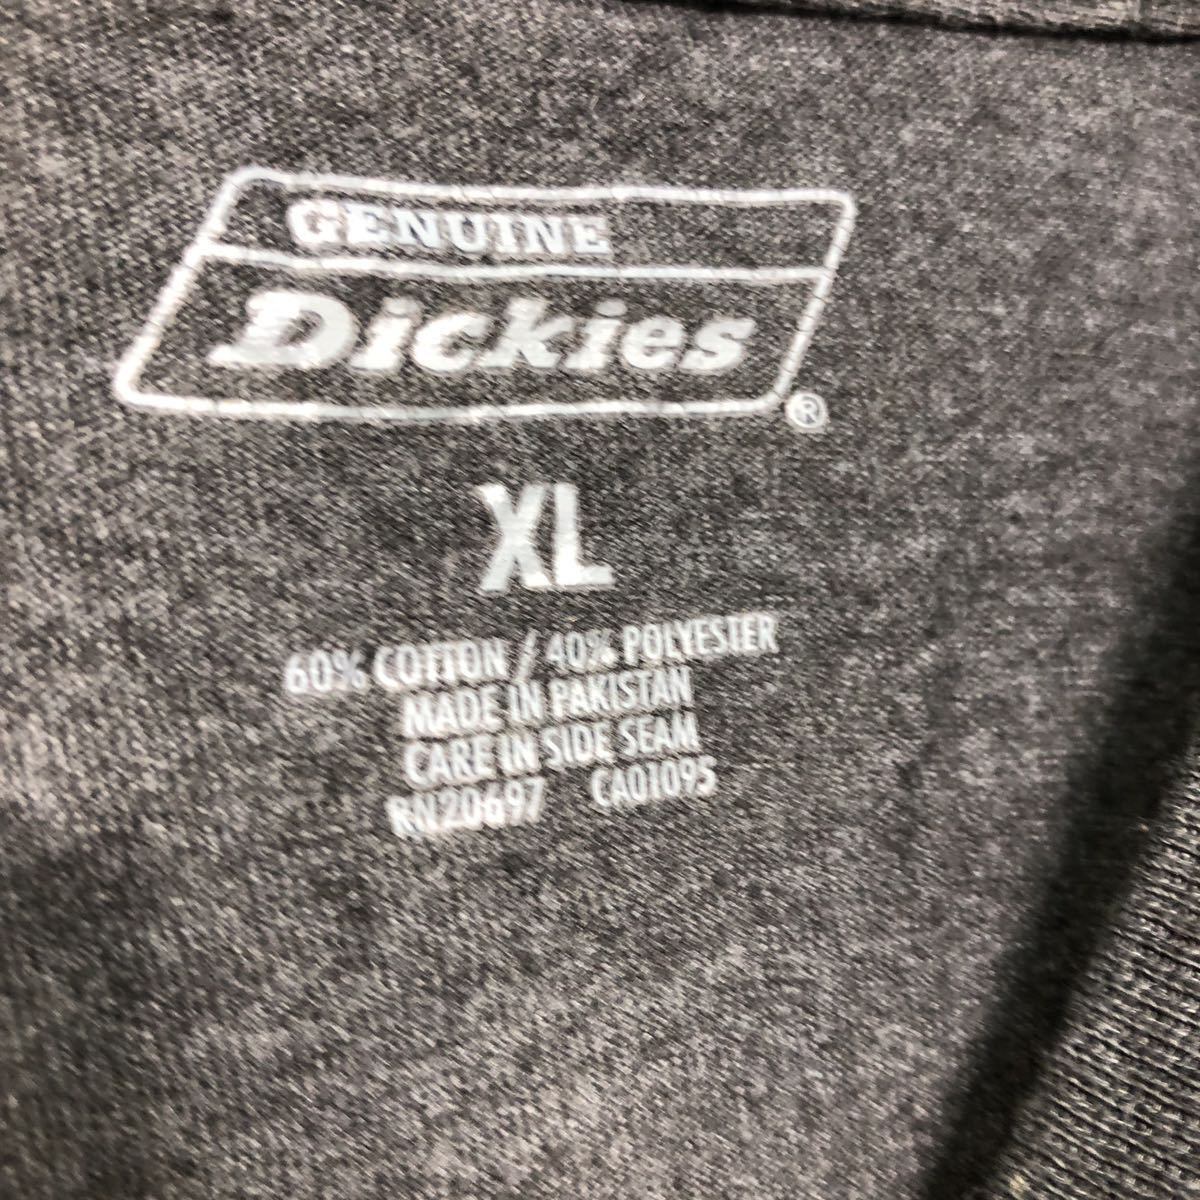 GENUINE
Dickies®
XL
60% COTTON / 40% POLYESTER
MADE IN PAKISTAN
CARE IN SIDE SEAM
RN20697 CA01095